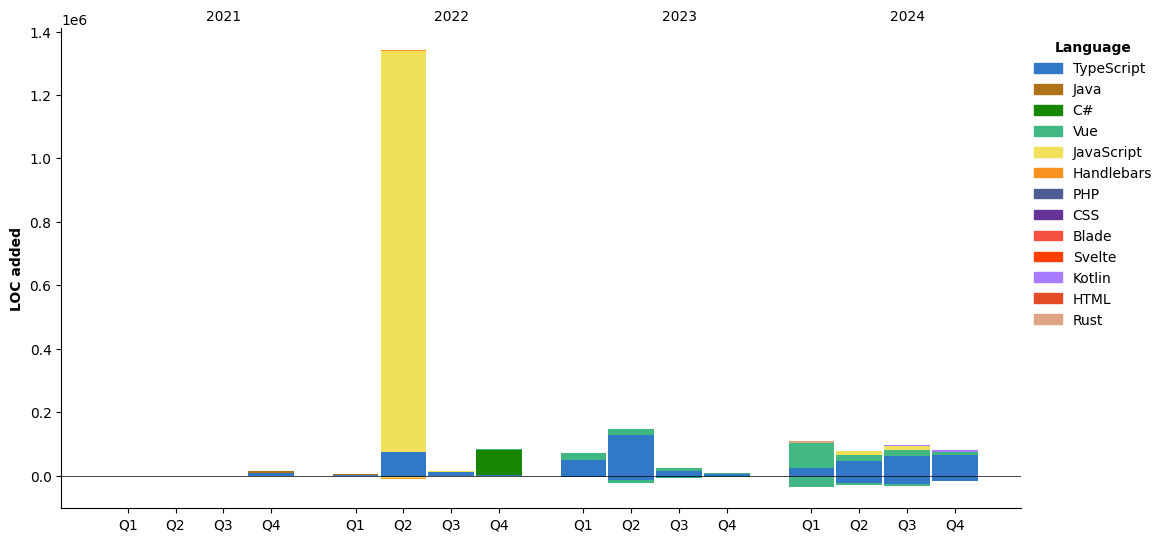 2021 2022 2023 2024
1e6
1.4
1.2
1.0
0.8
0.6
0.4
0.2
0.0
LOC added
Q1 Q2 Q3 Q4 Q1 Q2 Q3 Q4 Q1 Q2 Q3 Q4 Q1 Q2 Q3 Q4
Language
TypeScript
Java
C#
Vue
JavaScript
Handlebars
PHP
CSS
Blade
Svelte
Kotlin
HTML
Rust